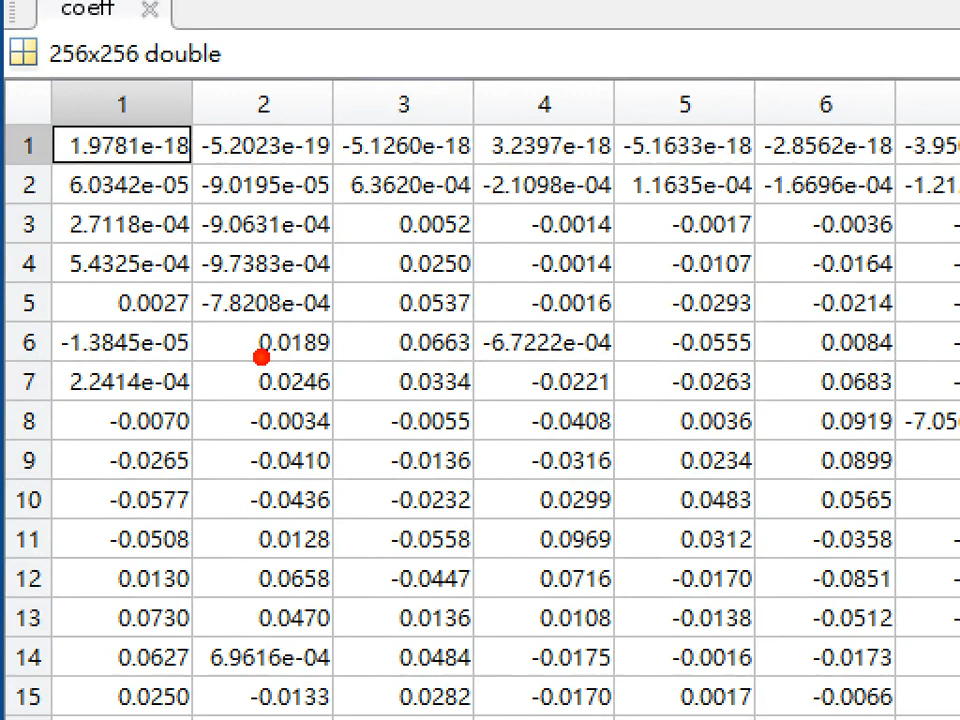 coeff
256x256 double
1 2 3 4 5 6
1 1.9781e-18 -5.2023e-19 -5.1260e-18 3.2397e-18 -5.1633e-18 -2.8562e-18 -3.95
2 6.0342e-05 -9.0195e-05 6.3620e-04 -2.1098e-04 1.1635e-04 -1.6696e-04 -1.21
3 2.7118e-04 -9.0631e-04 0.0052 -0.0014 -0.0017 -0.0036 -
4 5.4325e-04 -9.7383e-04 0.0250 -0.0014 -0.0107 -0.0164 -
5 0.0027 -7.8208e-04 0.0537 -0.0016 -0.0293 -0.0214 -
6 -1.3845e-05 0.0189 0.0663 -6.7222e-04 -0.0555 0.0084 -
7 2.2414e-04 0.0246 0.0334 -0.0221 -0.0263 0.0683 -
8 -0.0070 -0.0034 -0.0055 -0.0408 0.0036 0.0919 -7.05
9 -0.0265 -0.0410 -0.0136 -0.0316 0.0234 0.0899
10 -0.0577 -0.0436 -0.0232 0.0299 0.0483 0.0565
11 -0.0508 0.0128 -0.0558 0.0969 0.0312 -0.0358 -
12 0.0130 0.0658 -0.0447 0.0716 -0.0170 -0.0851 -
13 0.0730 0.0470 0.0136 0.0108 -0.0138 -0.0512 -
14 0.0627 6.9616e-04 0.0484 -0.0175 -0.0016 -0.0173
15 0.0250 -0.0133 0.0282 -0.0170 0.0017 -0.0066